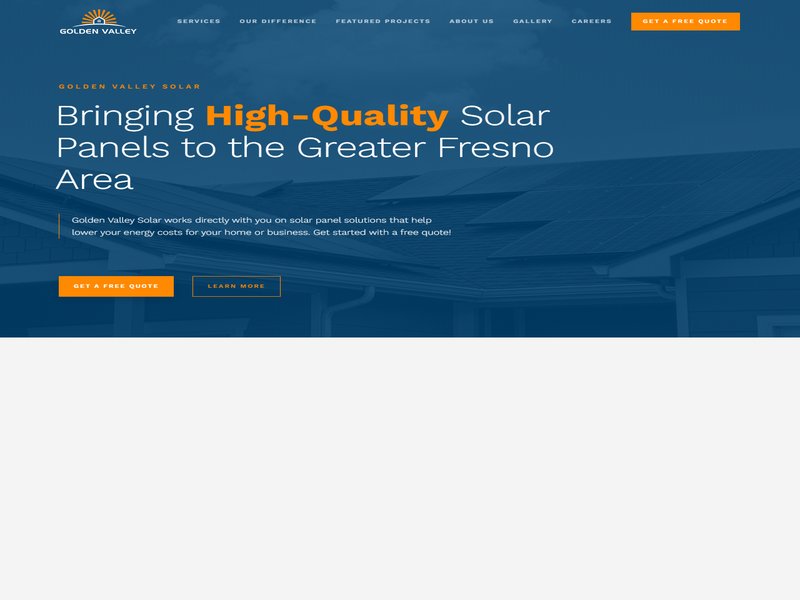 GOLDEN VALLEY
SERVICES OUR DIFFERENCE FEATURED PROJECTS ABOUT US GALLERY CAREERS GET A FREE QUOTE
GOLDEN VALLEY SOLAR
Bringing High-Quality Solar
Panels to the Greater Fresno
Area
Golden Valley Solar works directly with you on solar panel solutions that help
lower your energy costs for your home or business. Get started with a free quote!
GET A FREE QUOTE LEARN MORE